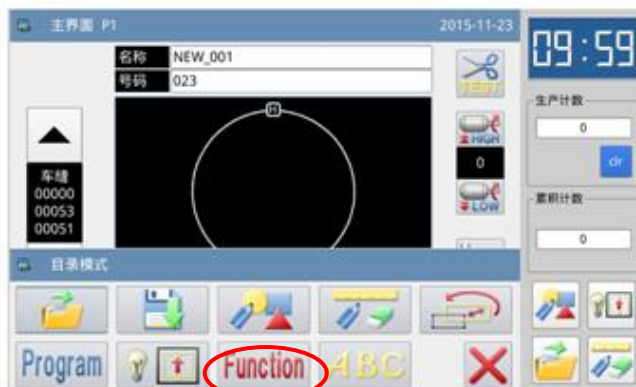 主界面 P1
2015-11-23
09:59
名称 NEW_001
号码 023
TEST
H
HIGH
0
LOW
车缝
00000
00053
00051
生产计数
0
clr
累积计数
0
目录模式
Program
Function
ABC